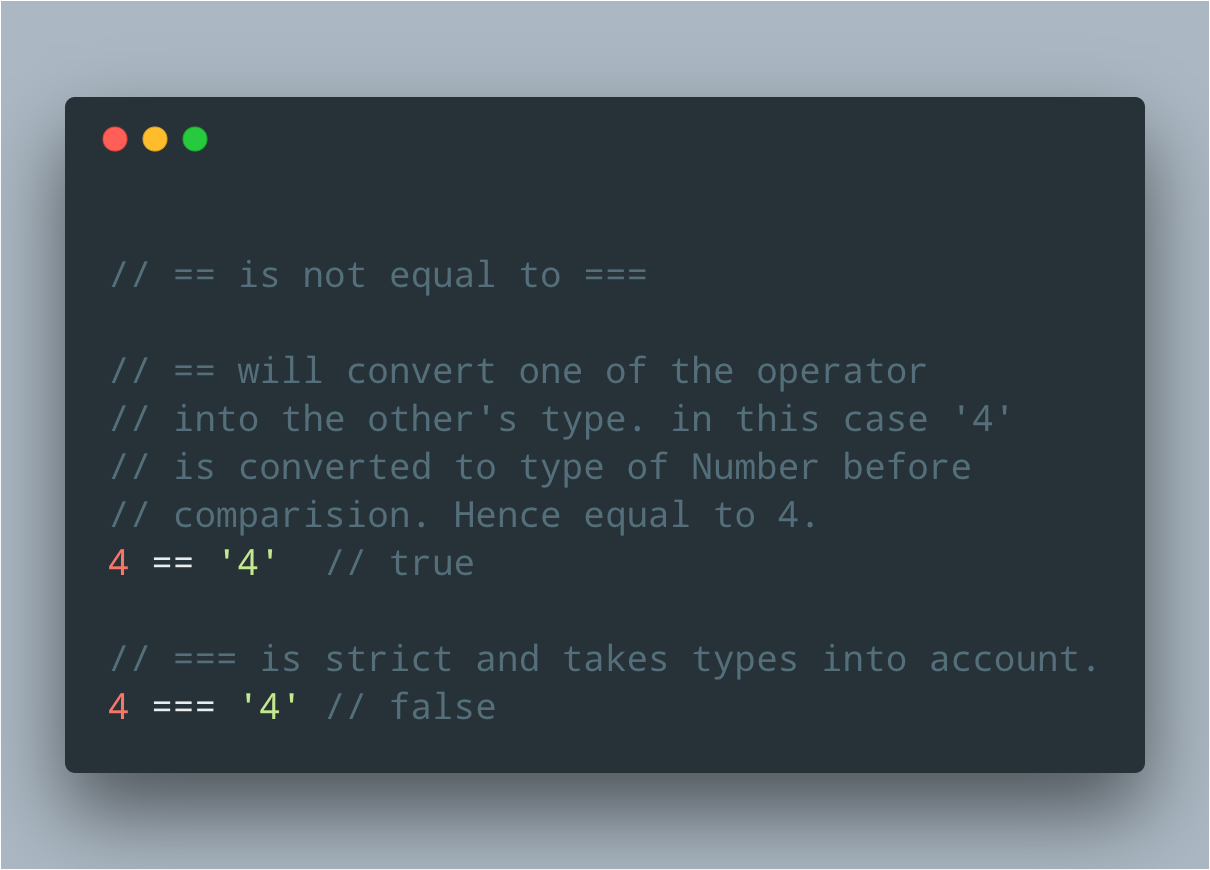 // == is not equal to ===
// == will convert one of the operator
// into the other's type. in this case '4'
// is converted to type of Number before
// comparision. Hence equal to 4.
4 == '4'  // true
// === is strict and takes types into account.
4 === '4' // false